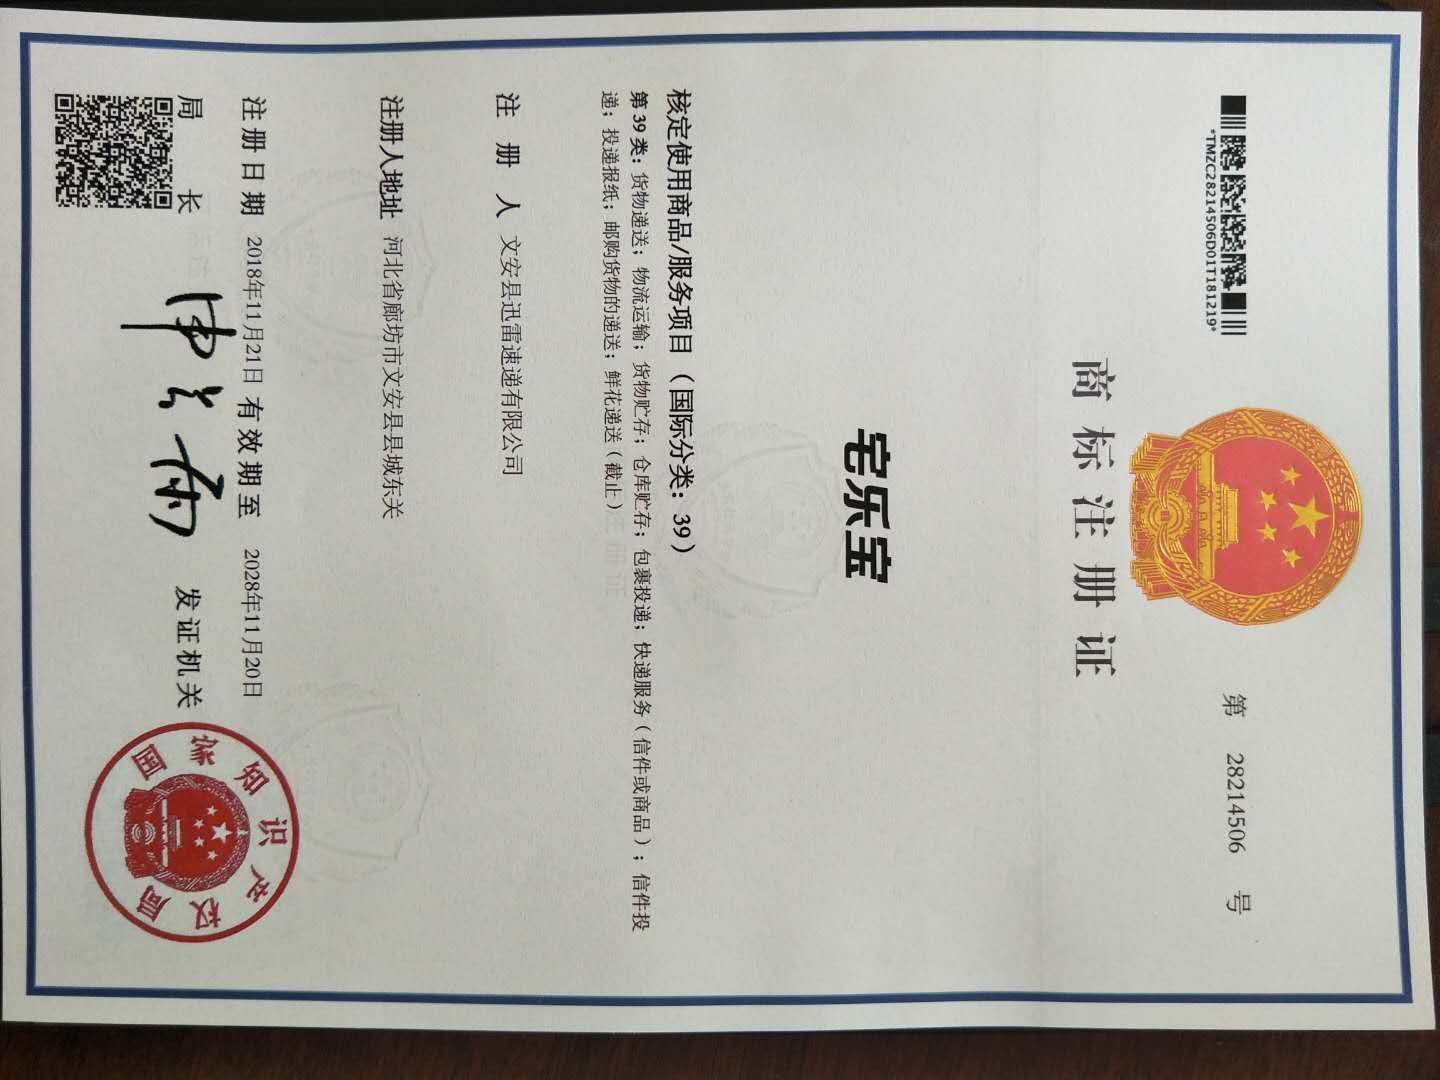 *TMZC28214506D01T181219*
第 28214506 号
商标注册证
宅乐宝
核定使用商品/服务项目（国际分类：39）
第39类：货物递送；物流运输；货物贮存；仓库贮存；包裹投递；快递服务（信件或商品）；信件投
递；投递报纸；邮购货物的递送；鲜花递送（截止）
注册人 文安县迅雷速递有限公司
注册人地址 河北省廊坊市文安县县城东关
注册日期 2018年11月21日 有效期至 2028年11月20日
局长 申长雨 发证机关
国家知识产权局